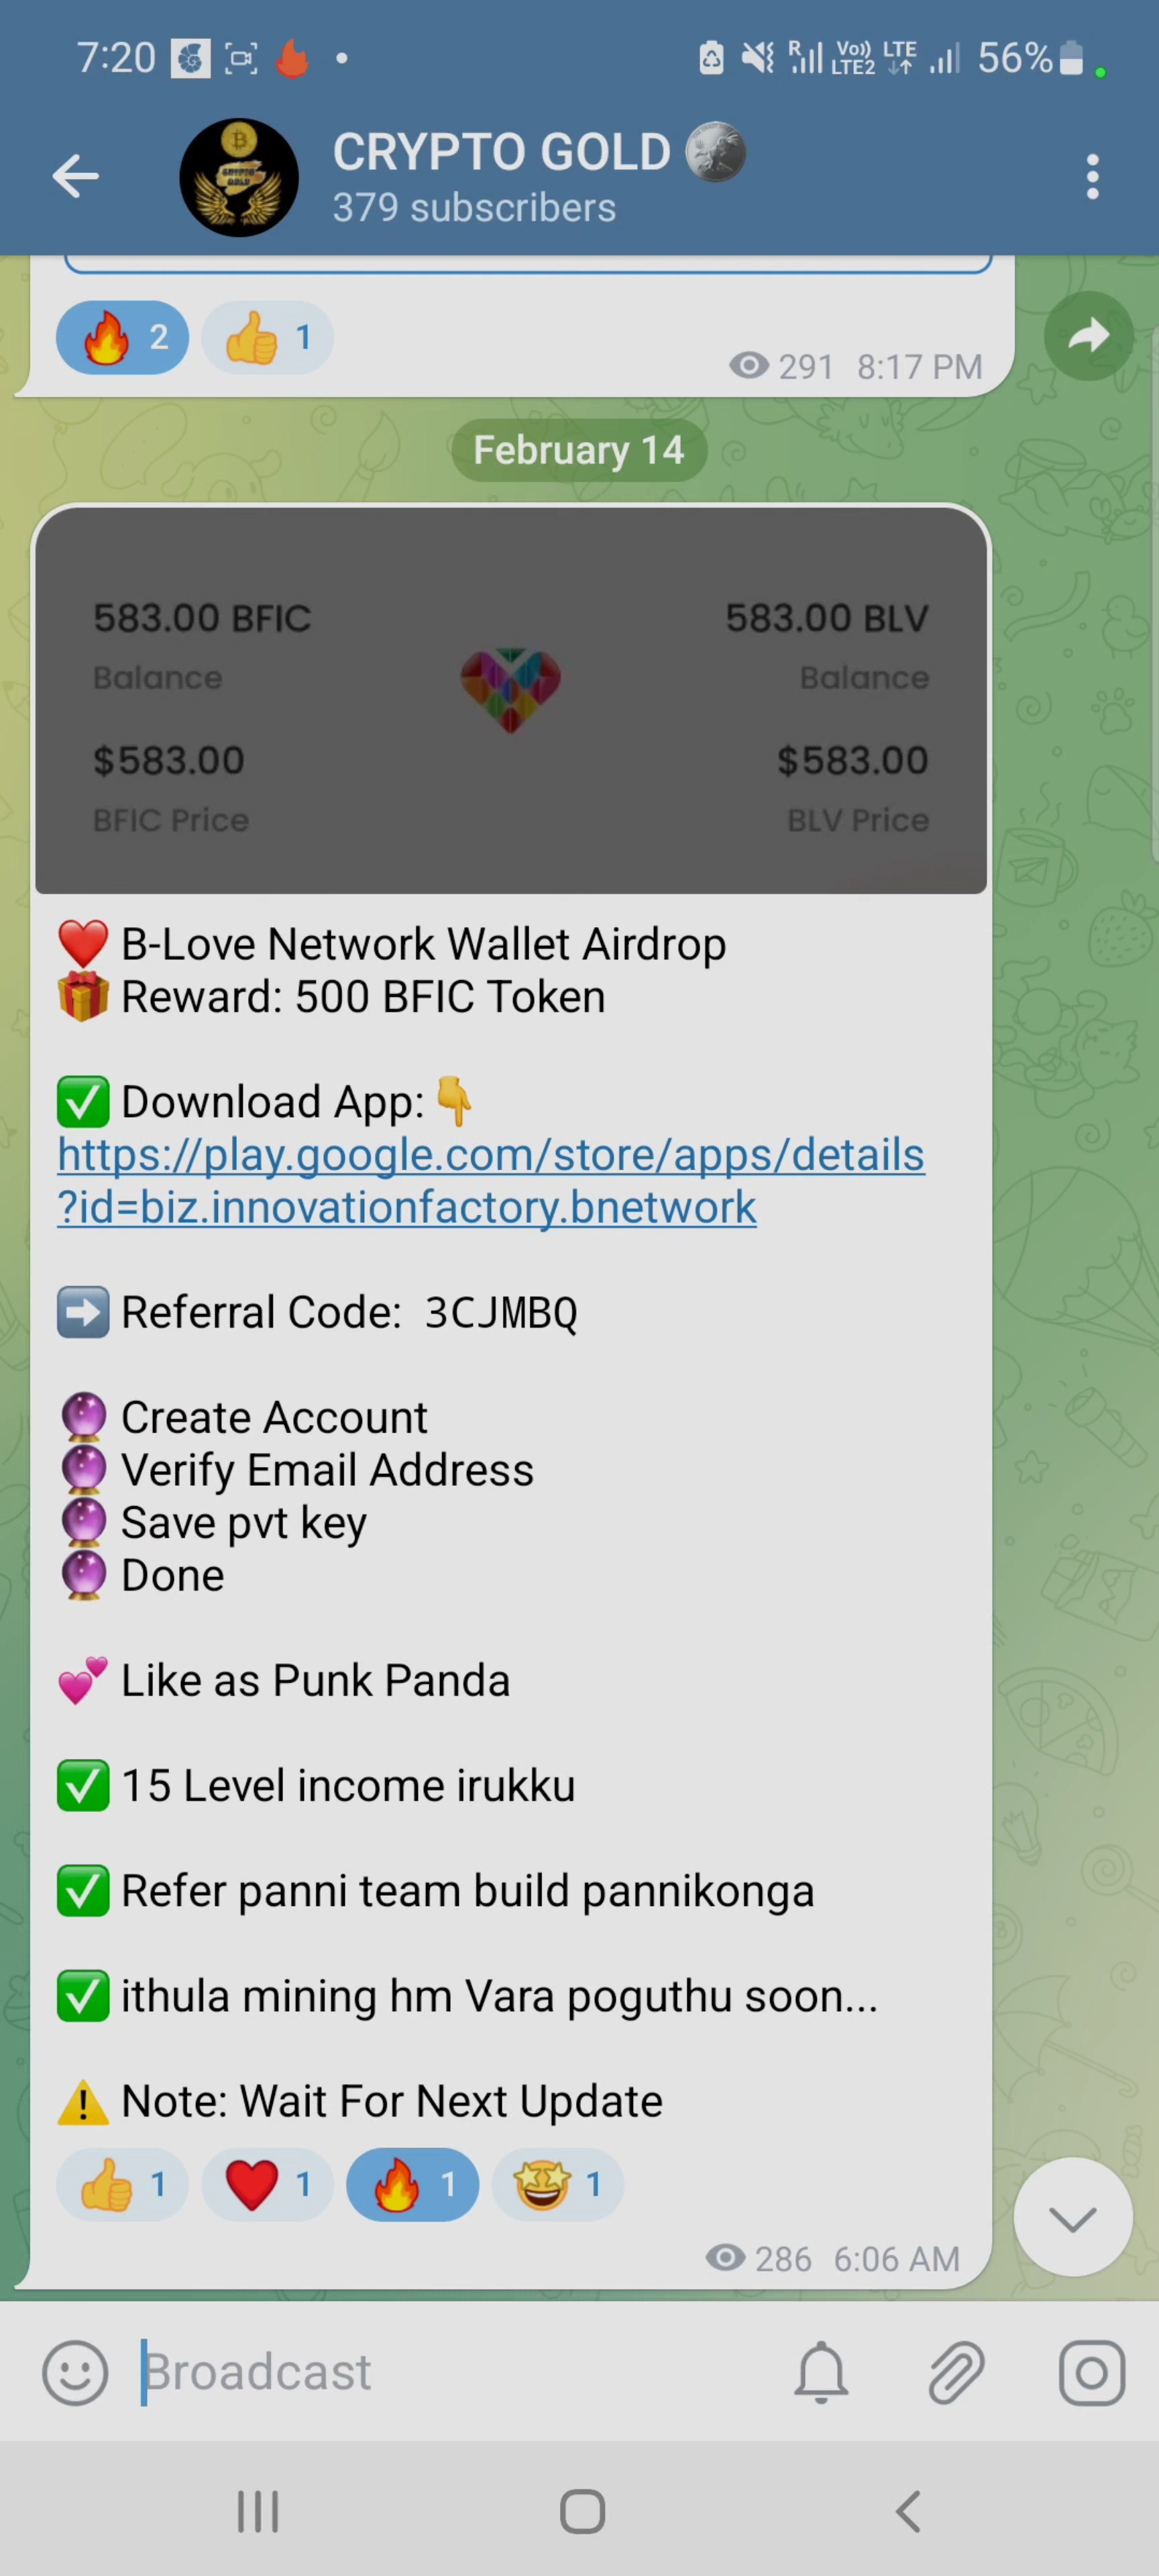 7:20
R Vo)) LTE LTE2 56%
CRYPTO GOLD
379 subscribers
🔥 2 👍 1
291 8:17 PM
February 14
583.00 BFIC 583.00 BLV
Balance Balance
$583.00 $583.00
BFIC Price BLV Price
❤️ B-Love Network Wallet Airdrop
🎁 Reward: 500 BFIC Token
✅ Download App: 👇
https://play.google.com/store/apps/details
?id=biz.innovationfactory.bnetwork
➡️ Referral Code: 3CJMBQ
🔮 Create Account
🔮 Verify Email Address
🔮 Save pvt key
🔮 Done
💕 Like as Punk Panda
✅ 15 Level income irukku
✅ Refer panni team build pannikonga
✅ ithula mining hm Vara poguthu soon...
⚠️ Note: Wait For Next Update
👍 1 ❤️ 1 🔥 1 🤩 1
286 6:06 AM
Broadcast